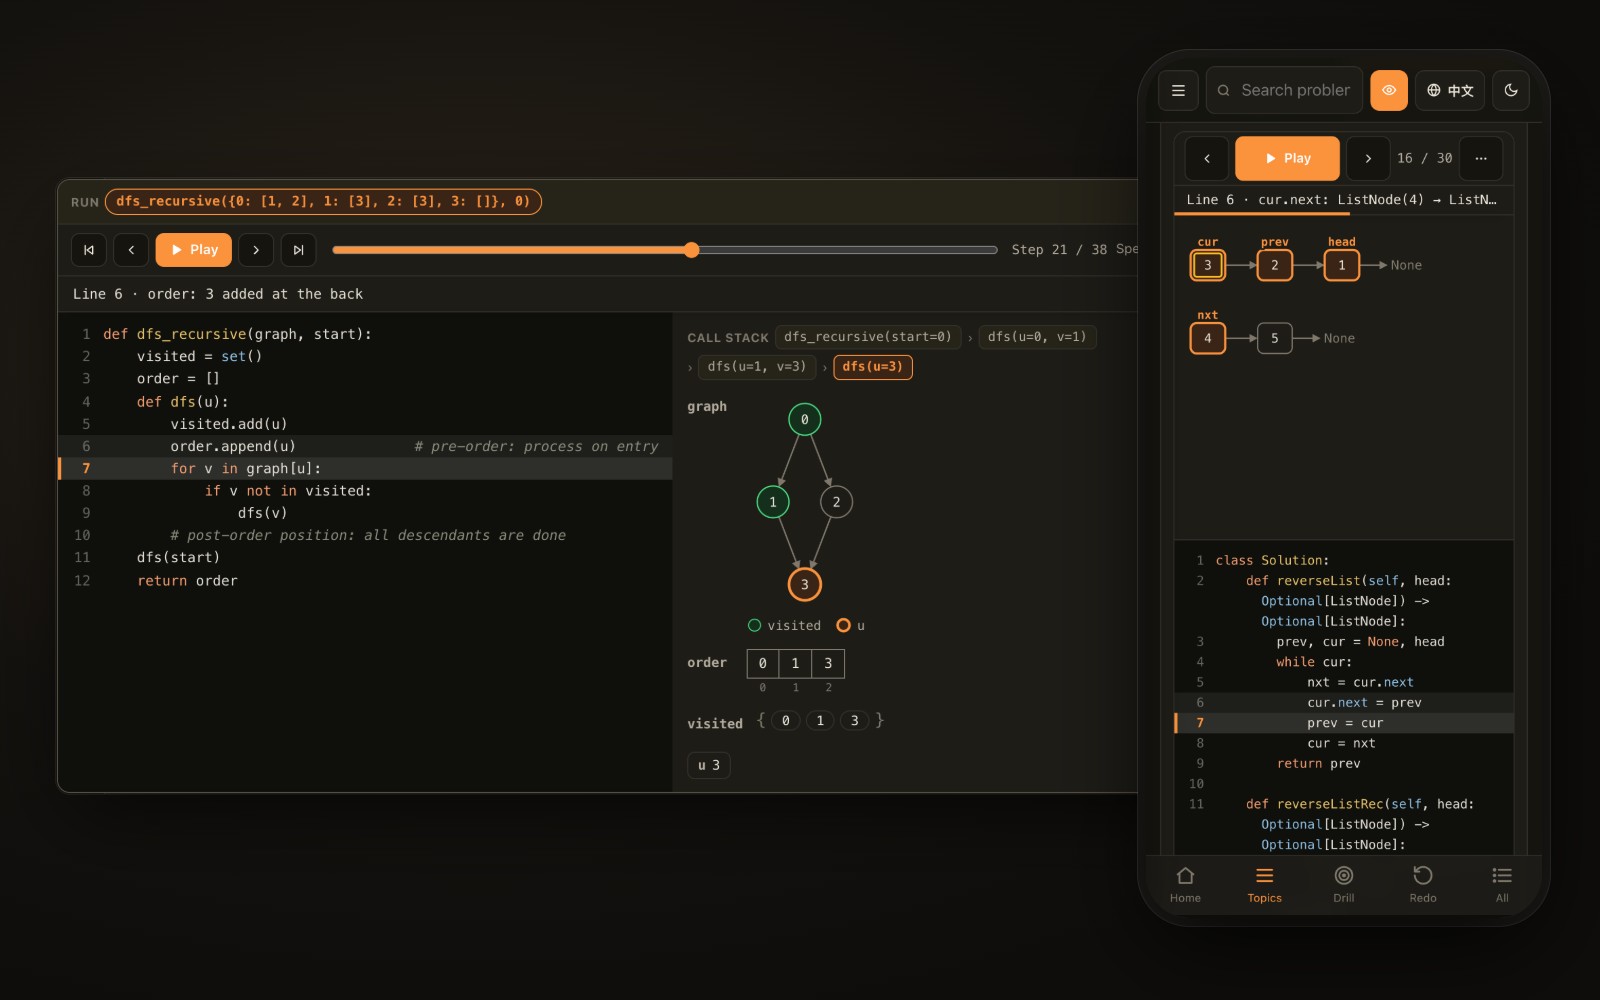 RUN dfs_recursive({0: [1, 2], 1: [3], 2: [3], 3: []}, 0)
Play
Step 21 / 38 Spe
Line 6 · order: 3 added at the back
1 def dfs_recursive(graph, start):
2 visited = set()
3 order = []
4 def dfs(u):
5 visited.add(u)
6 order.append(u) # pre-order: process on entry
7 for v in graph[u]:
8 if v not in visited:
9 dfs(v)
10 # post-order position: all descendants are done
11 dfs(start)
12 return order
CALL STACK dfs_recursive(start=0) › dfs(u=0, v=1)
› dfs(u=1, v=3) › dfs(u=3)
graph
0
1 2
3
visited u
order 0 1 3
0 1 2
visited { 0 1 3 }
u 3
Search probler
中文
Play
16 / 30
Line 6 · cur.next: ListNode(4) → ListN…
cur prev head
3 2 1 None
nxt
4 5 None
1 class Solution:
2 def reverseList(self, head:
Optional[ListNode]) ->
Optional[ListNode]:
3 prev, cur = None, head
4 while cur:
5 nxt = cur.next
6 cur.next = prev
7 prev = cur
8 cur = nxt
9 return prev
10
11 def reverseListRec(self, head:
Optional[ListNode]) ->
Optional[ListNode]:
Home Topics Drill Redo All